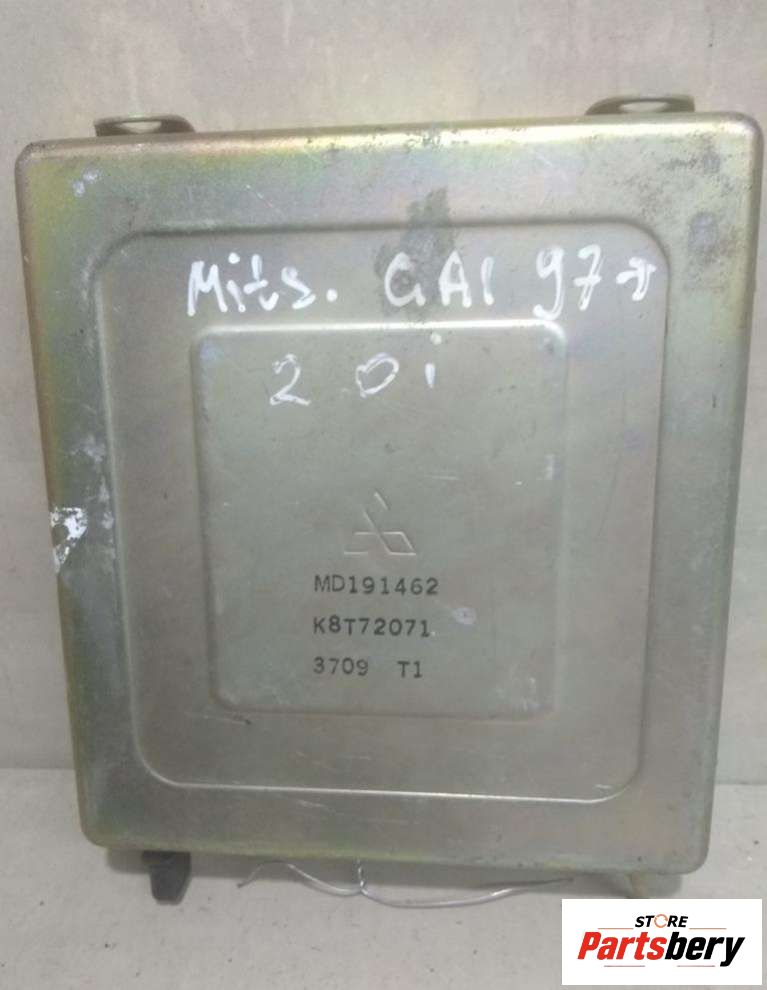 Mits. GAl 97→
2 0i
MD191462
K8T72071
3709 T1
STORE
Partsbery